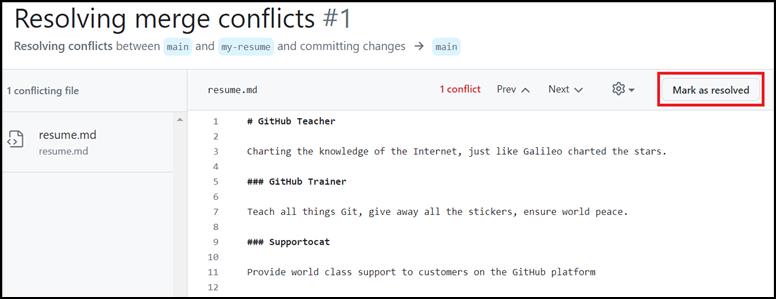 Resolving merge conflicts #1
Resolving conflicts between main and my-resume and committing changes → main
1 conflicting file
resume.md
1 conflict Prev Next
Mark as resolved
resume.md
resume.md
1 # GitHub Teacher
2
3 Charting the knowledge of the Internet, just like Galileo charted the stars.
4
5 ### GitHub Trainer
6
7 Teach all things Git, give away all the stickers, ensure world peace.
8
9 ### Supportocat
10
11 Provide world class support to customers on the GitHub platform
12